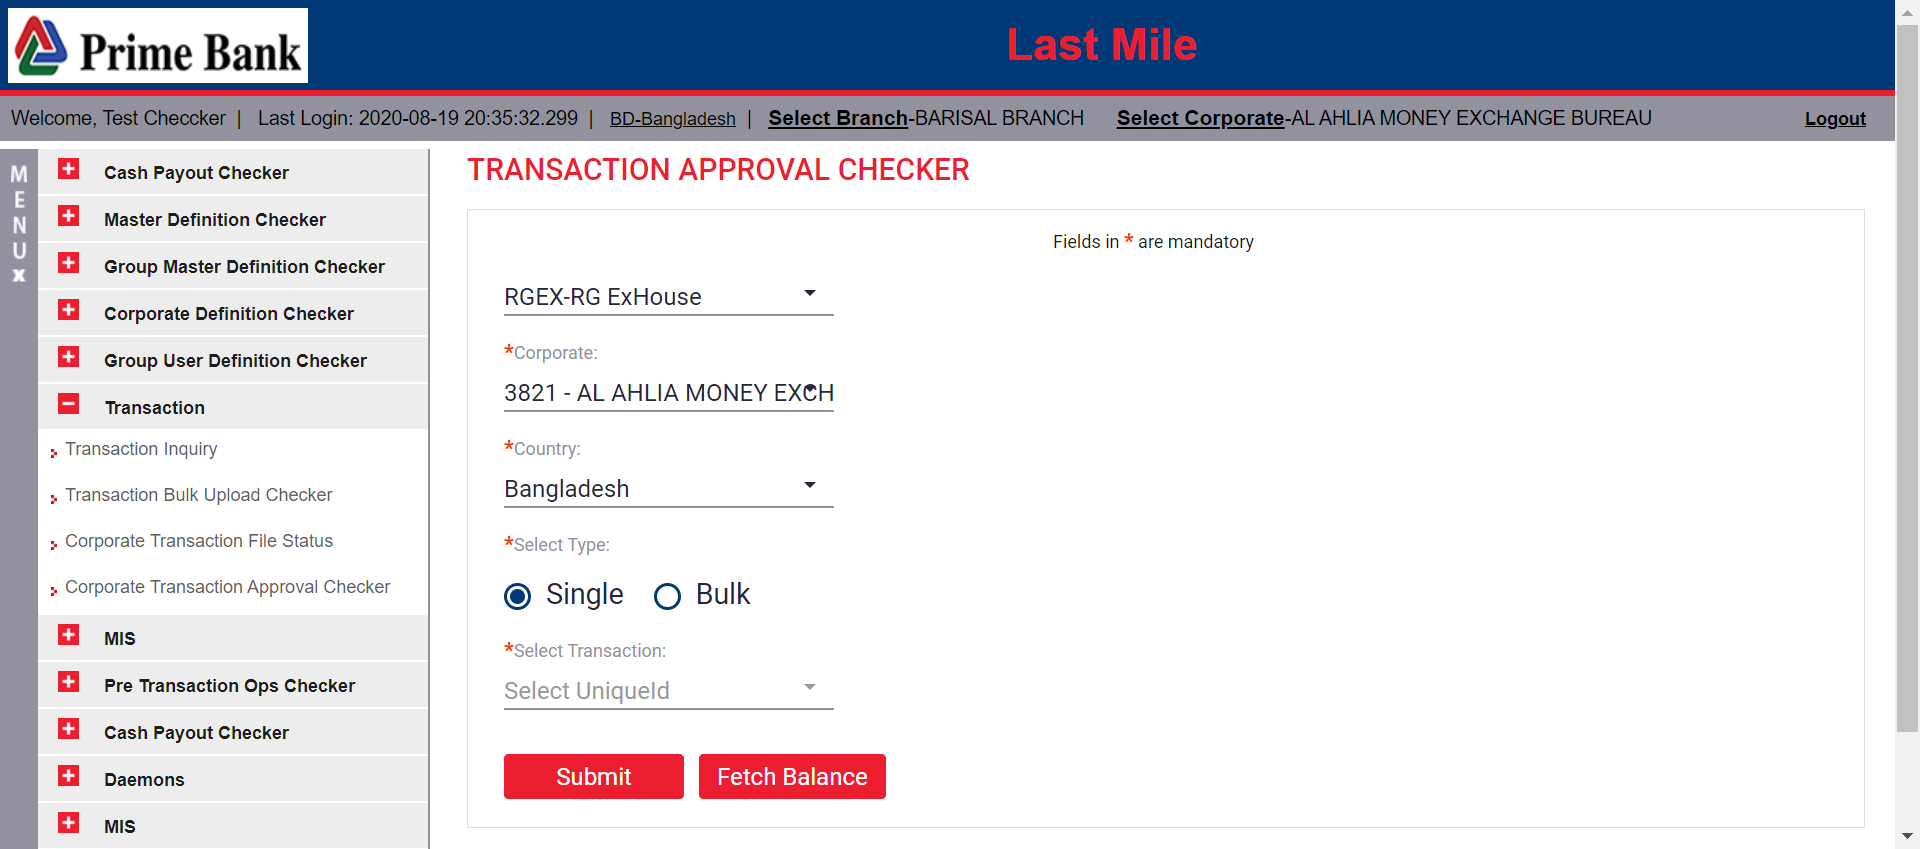 Prime Bank
Last Mile
Welcome, Test Checcker | Last Login: 2020-08-19 20:35:32.299 | BD-Bangladesh | Select Branch-BARISAL BRANCH Select Corporate-AL AHLIA MONEY EXCHANGE BUREAU Logout
MENU x
Cash Payout Checker
Master Definition Checker
Group Master Definition Checker
Corporate Definition Checker
Group User Definition Checker
Transaction
Transaction Inquiry
Transaction Bulk Upload Checker
Corporate Transaction File Status
Corporate Transaction Approval Checker
MIS
Pre Transaction Ops Checker
Cash Payout Checker
Daemons
MIS
TRANSACTION APPROVAL CHECKER
Fields in * are mandatory
RGEX-RG ExHouse
*Corporate:
3821 - AL AHLIA MONEY EXCH
*Country:
Bangladesh
*Select Type:
Single Bulk
*Select Transaction:
Select UniqueId
Submit Fetch Balance